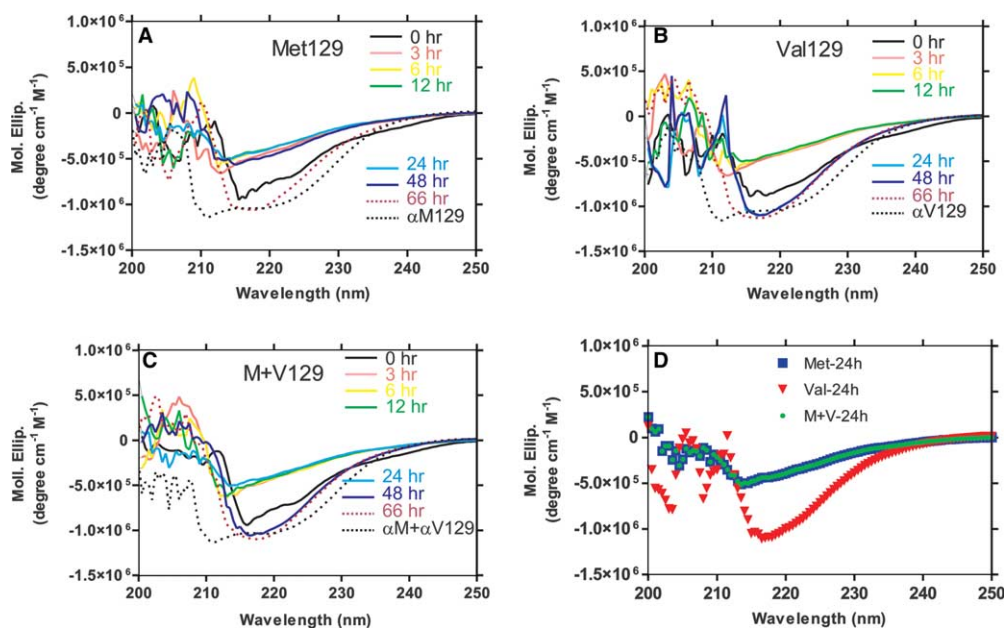 A
Met129
0 hr
3 hr
6 hr
12 hr
24 hr
48 hr
66 hr
αM129
Mol. Ellip.
(degree cm⁻¹ M⁻¹)
1.0×10⁶
5.0×10⁵
0
-5.0×10⁵
-1.0×10⁶
-1.5×10⁶
200 210 220 230 240 250
Wavelength (nm)
B
Val129
0 hr
3 hr
6 hr
12 hr
24 hr
48 hr
66 hr
αV129
Mol. Ellip.
(degree cm⁻¹ M⁻¹)
1.0×10⁶
5.0×10⁵
0
-5.0×10⁵
-1.0×10⁶
-1.5×10⁶
200 210 220 230 240 250
Wavelength (nm)
C
M+V129
0 hr
3 hr
6 hr
12 hr
24 hr
48 hr
66 hr
αM+αV129
Mol. Ellip.
(degree cm⁻¹ M⁻¹)
1.0×10⁶
5.0×10⁵
0
-5.0×10⁵
-1.0×10⁶
-1.5×10⁶
200 210 220 230 240 250
Wavelength (nm)
D
Met-24h
Val-24h
M+V-24h
Mol. Ellip.
(degree cm⁻¹ M⁻¹)
1.0×10⁶
5.0×10⁵
0
-5.0×10⁵
-1.0×10⁶
-1.5×10⁶
200 210 220 230 240 250
Wavelength (nm)